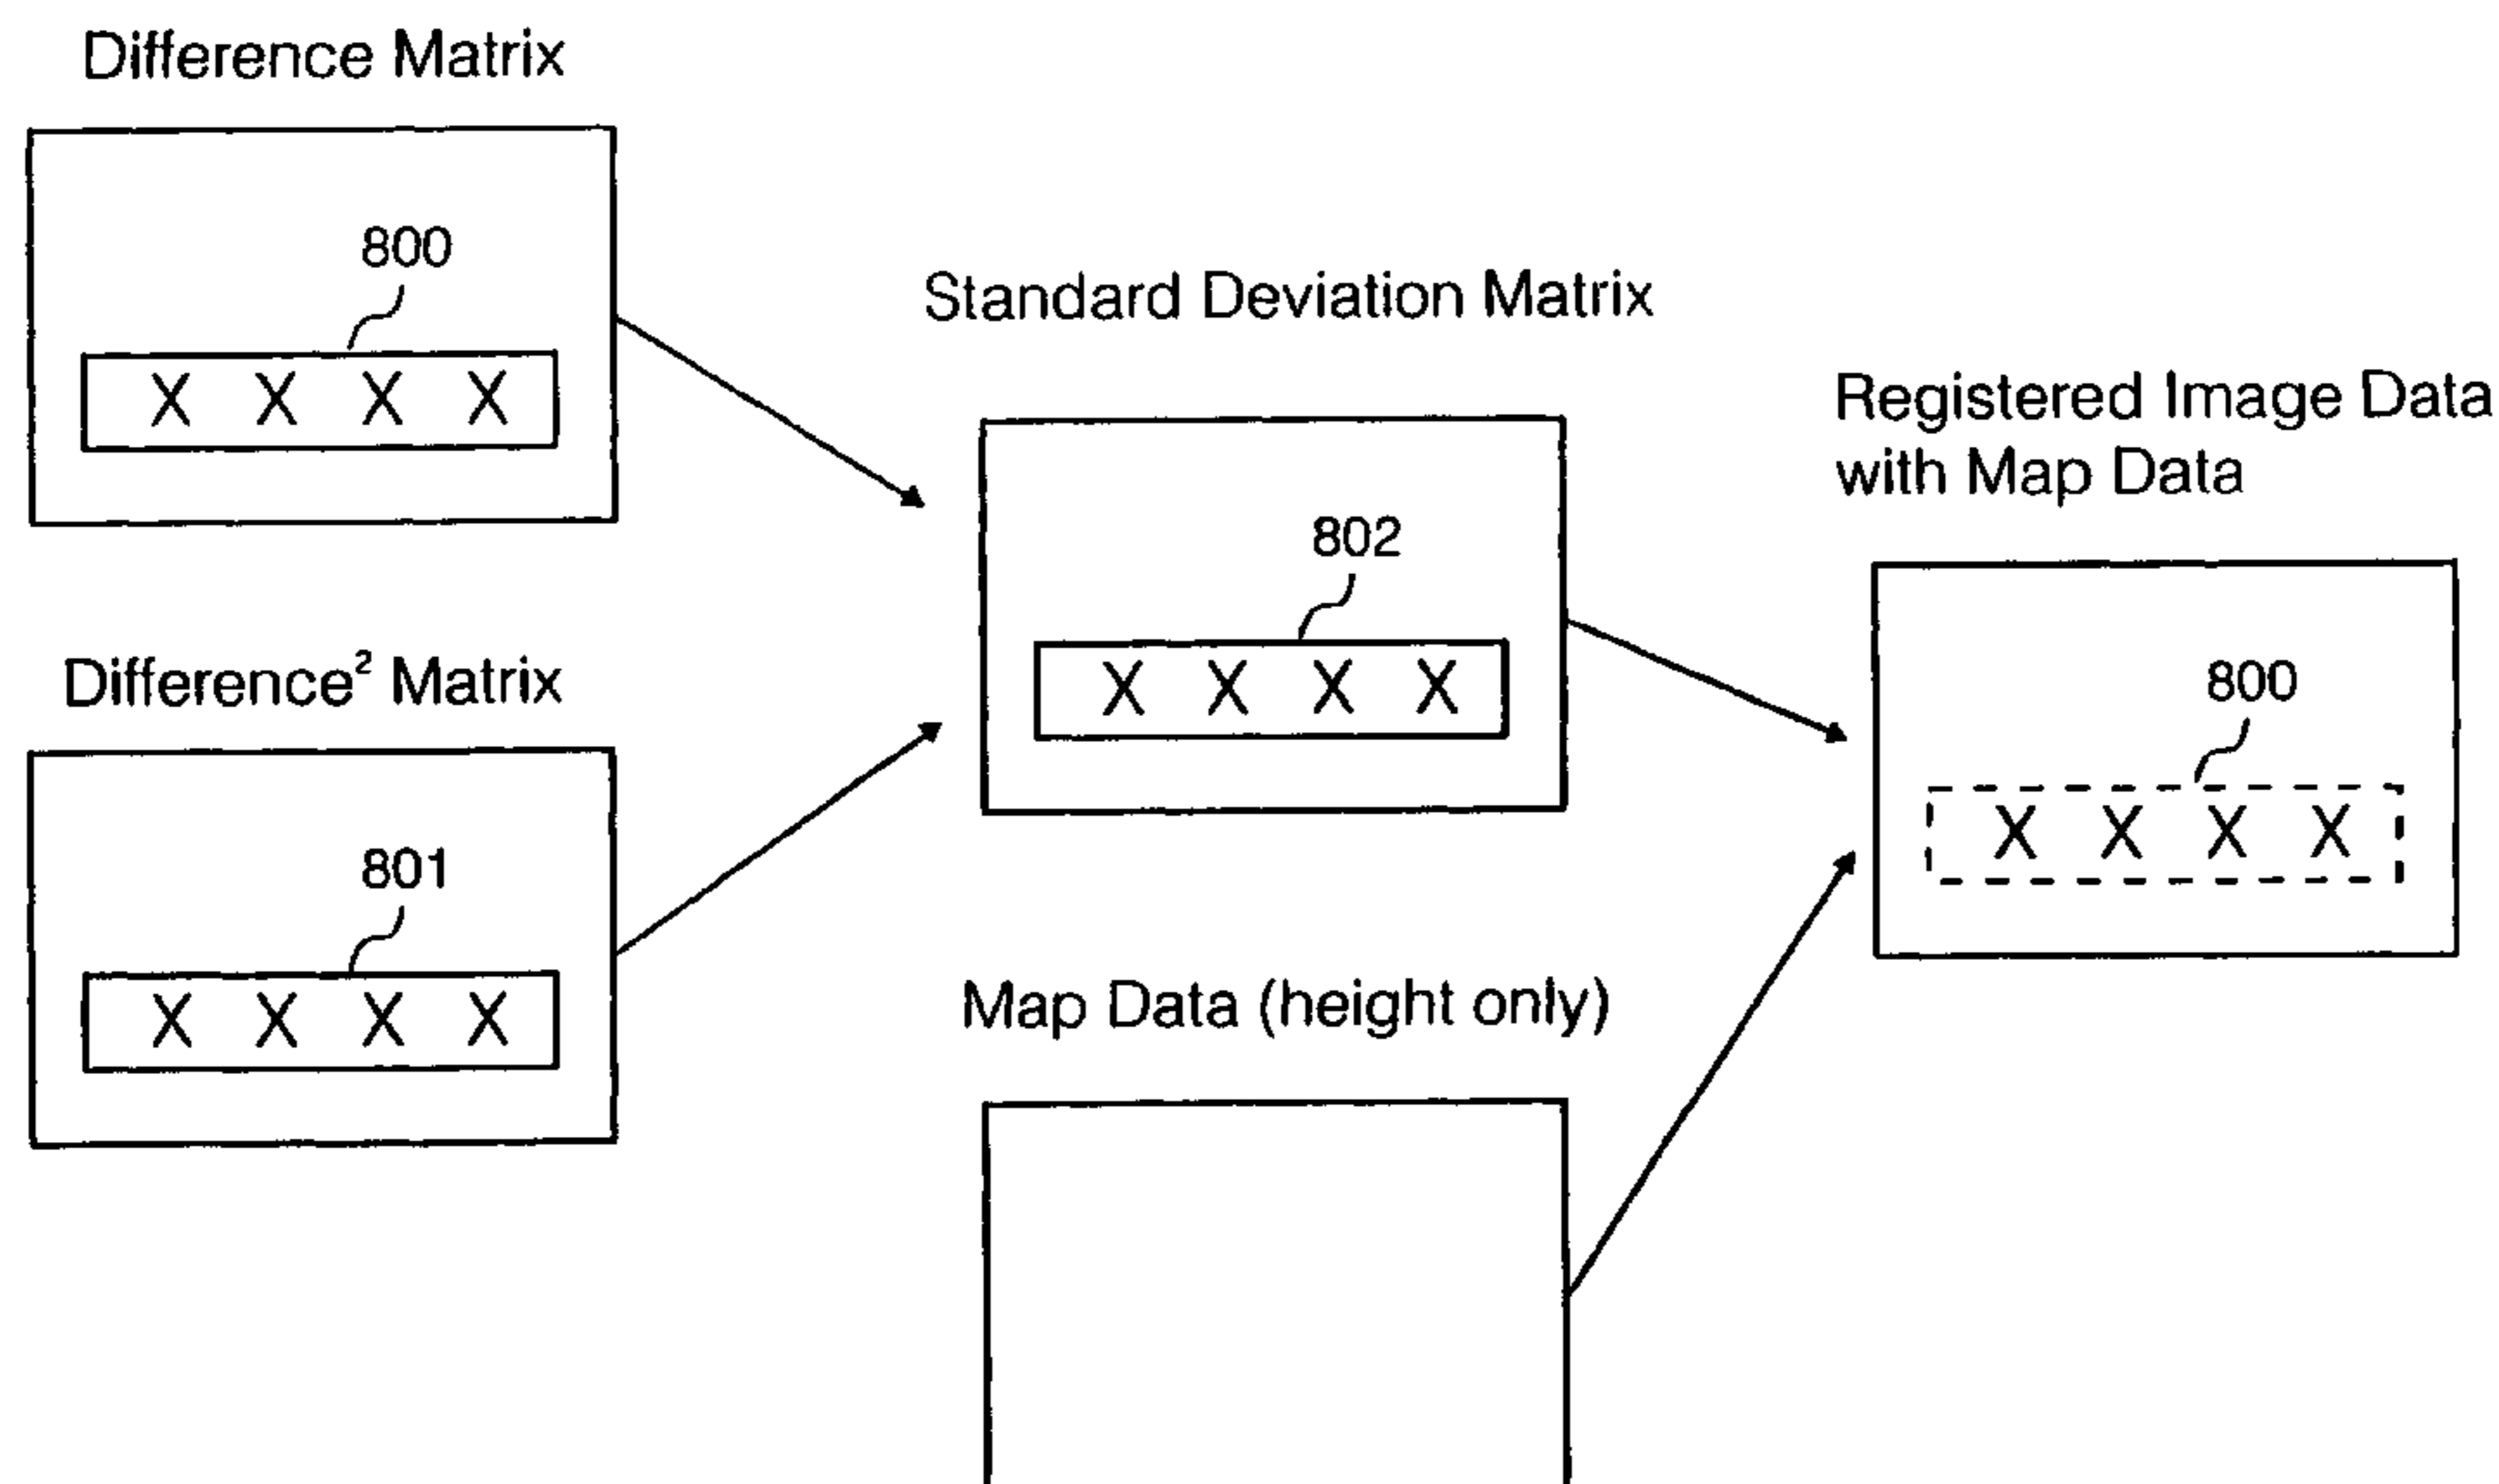 Difference Matrix
800
X X X X
Difference² Matrix
801
X X X X
Standard Deviation Matrix
802
X X X X
Map Data (height only)
Registered Image Data
with Map Data
800
X X X X